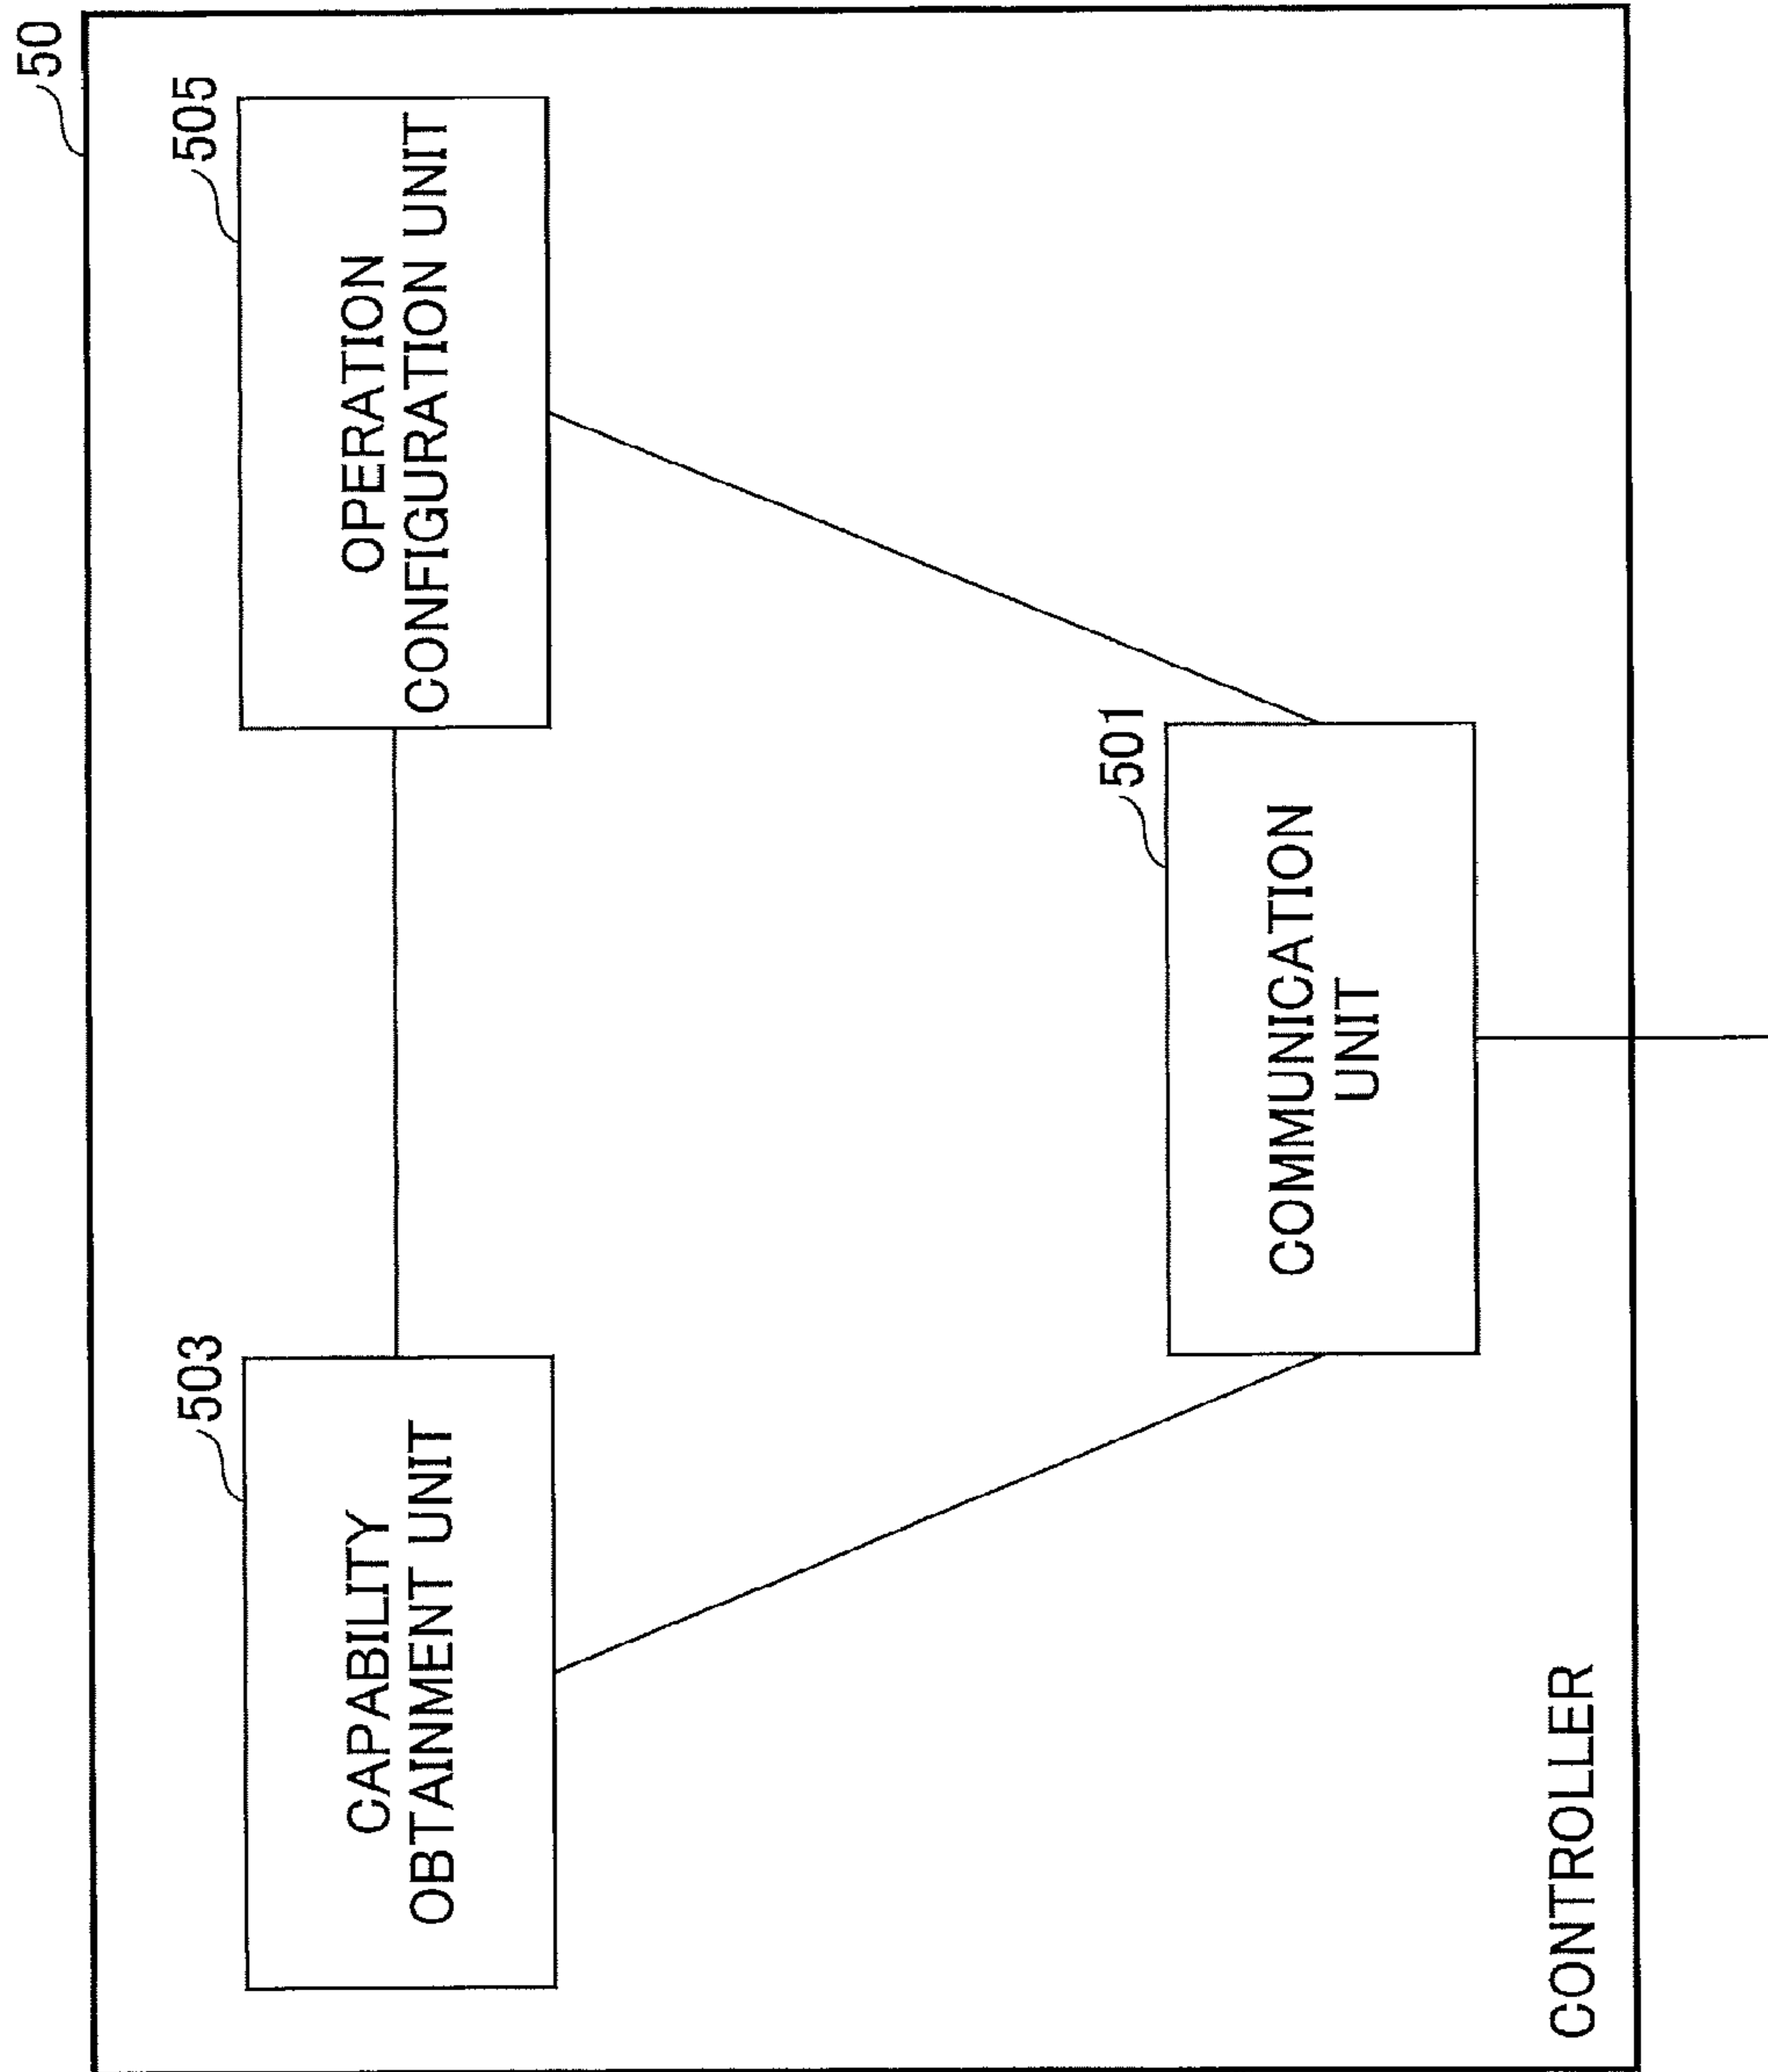 50
503
CAPABILITY
OBTAINMENT UNIT
505
OPERATION
CONFIGURATION UNIT
501
COMMUNICATION
UNIT
CONTROLLER